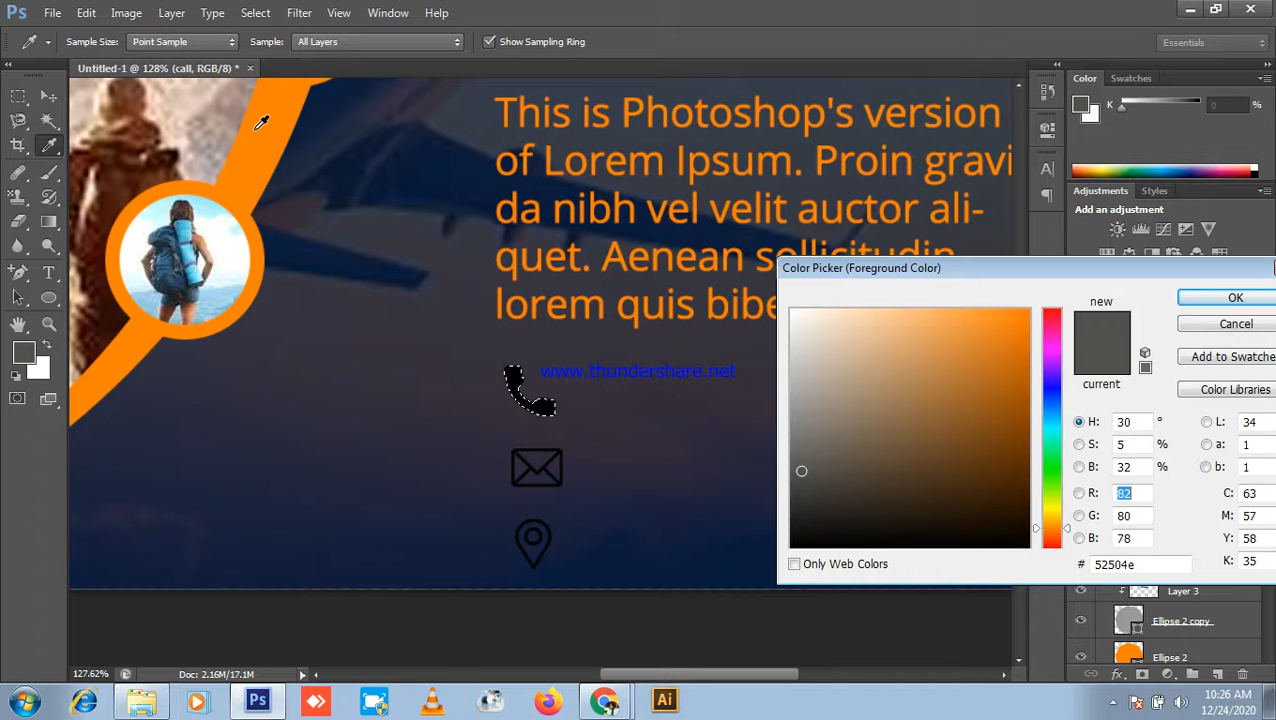 Ps File Edit Image Layer Type Select Filter View Window Help
Sample Size: Point Sample Sample: All Layers Show Sampling Ring Essentials
Untitled-1 @ 128% (call, RGB/8) *
Color Swatches
K 0 %
This is Photoshop's version
of Lorem Ipsum. Proin gravi
da nibh vel velit auctor ali-
quet. Aenean sollicitudin
lorem quis bibe
www.thundershare.net
Adjustments Styles
Add an adjustment
Color Picker (Foreground Color)
new
current
OK
Cancel
Add to Swatche
Color Libraries
H: 30 ° L: 34
S: 5 % a: 1
B: 32 % b: 1
R: 82 C: 63
G: 80 M: 57
B: 78 Y: 58
# 52504e K: 35
Only Web Colors
Layer 3
Ellipse 2 copy
Ellipse 2
127.62% Doc: 2.16M/17.1M
Ps Ai
10:26 AM
12/24/2020